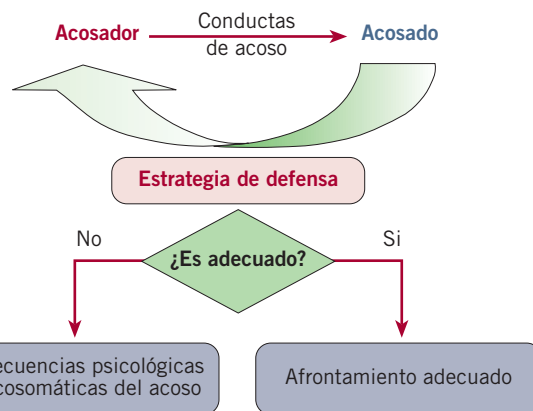 Conductas
de acoso
Acosador
Acosado
Estrategia de defensa
¿Es adecuado?
No
Si
ecuencias psicológicas
cosomáticas del acoso
Afrontamiento adecuado